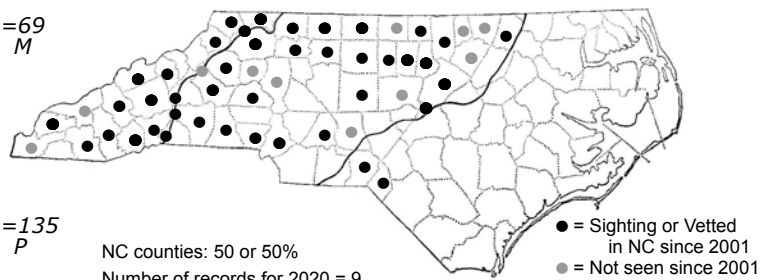 =69
M
=135
P
NC counties: 50 or 50%
Number of records for 2020 = 9
● = Sighting or Vetted
in NC since 2001
● = Not seen since 2001